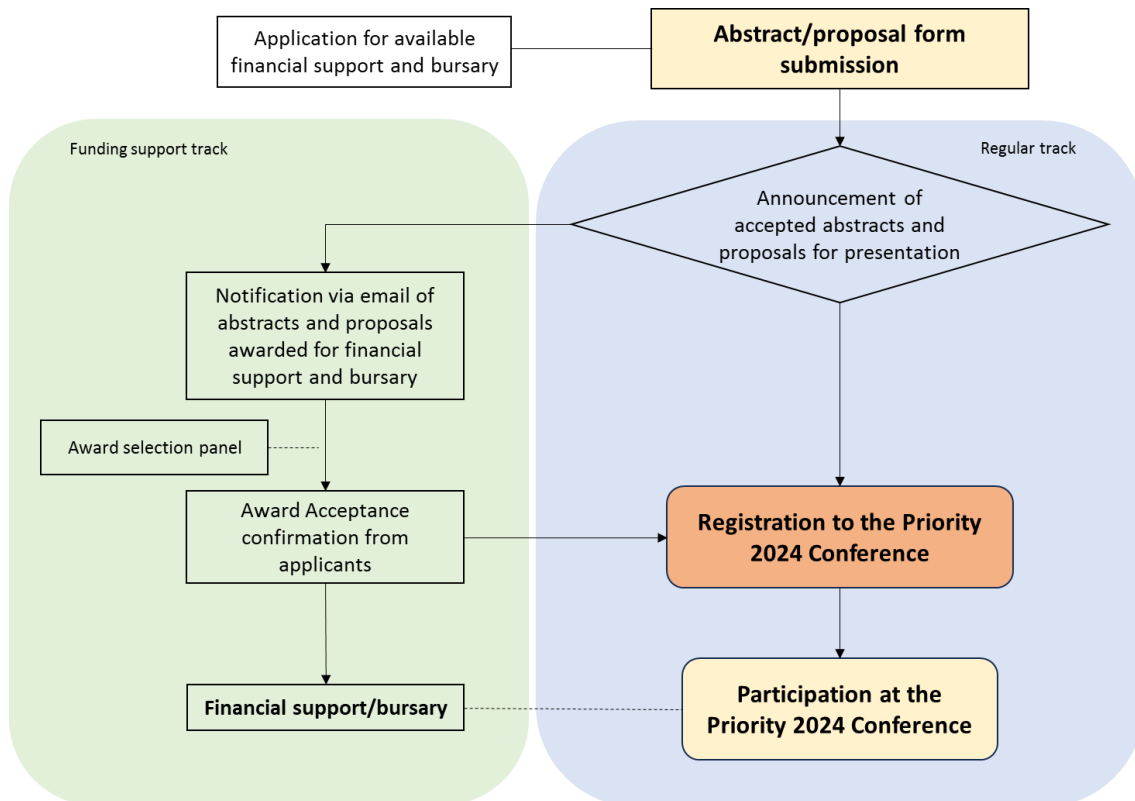 Application for available
financial support and bursary
Abstract/proposal form
submission
Funding support track
Regular track
Announcement of
accepted abstracts and
proposals for presentation
Notification via email of
abstracts and proposals
awarded for financial
support and bursary
Award selection panel
Award Acceptance
confirmation from
applicants
Registration to the Priority
2024 Conference
Financial support/bursary
Participation at the
Priority 2024 Conference